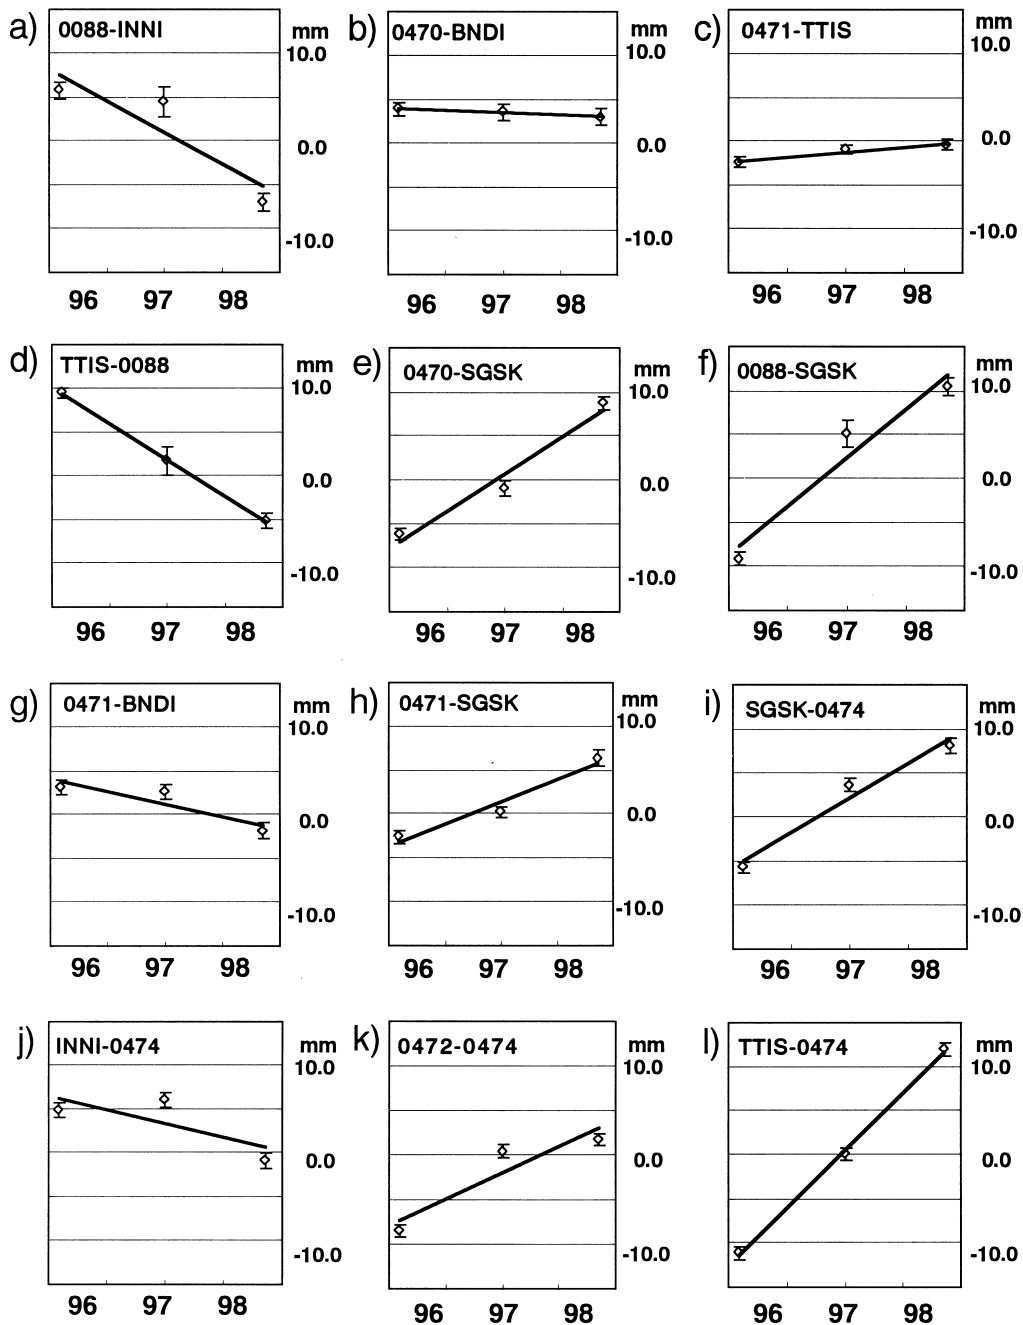 a) 0088-INNI mm
10.0
0.0
-10.0
96 97 98
b) 0470-BNDI mm
10.0
0.0
-10.0
96 97 98
c) 0471-TTIS mm
10.0
0.0
-10.0
96 97 98
d) TTIS-0088 mm
10.0
0.0
-10.0
96 97 98
e) 0470-SGSK mm
10.0
0.0
-10.0
96 97 98
f) 0088-SGSK mm
10.0
0.0
-10.0
96 97 98
g) 0471-BNDI mm
10.0
0.0
-10.0
96 97 98
h) 0471-SGSK mm
10.0
0.0
-10.0
96 97 98
i) SGSK-0474 mm
10.0
0.0
-10.0
96 97 98
j) INNI-0474 mm
10.0
0.0
-10.0
96 97 98
k) 0472-0474 mm
10.0
0.0
-10.0
96 97 98
l) TTIS-0474 mm
10.0
0.0
-10.0
96 97 98